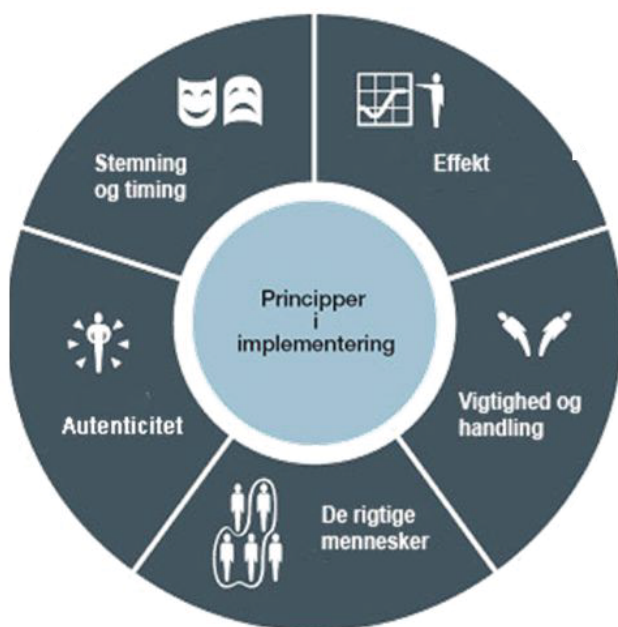 Stemning
og timing
Effekt
Principper
i
implementering
Vigtighed og
handling
De rigtige
mennesker
Autenticitet